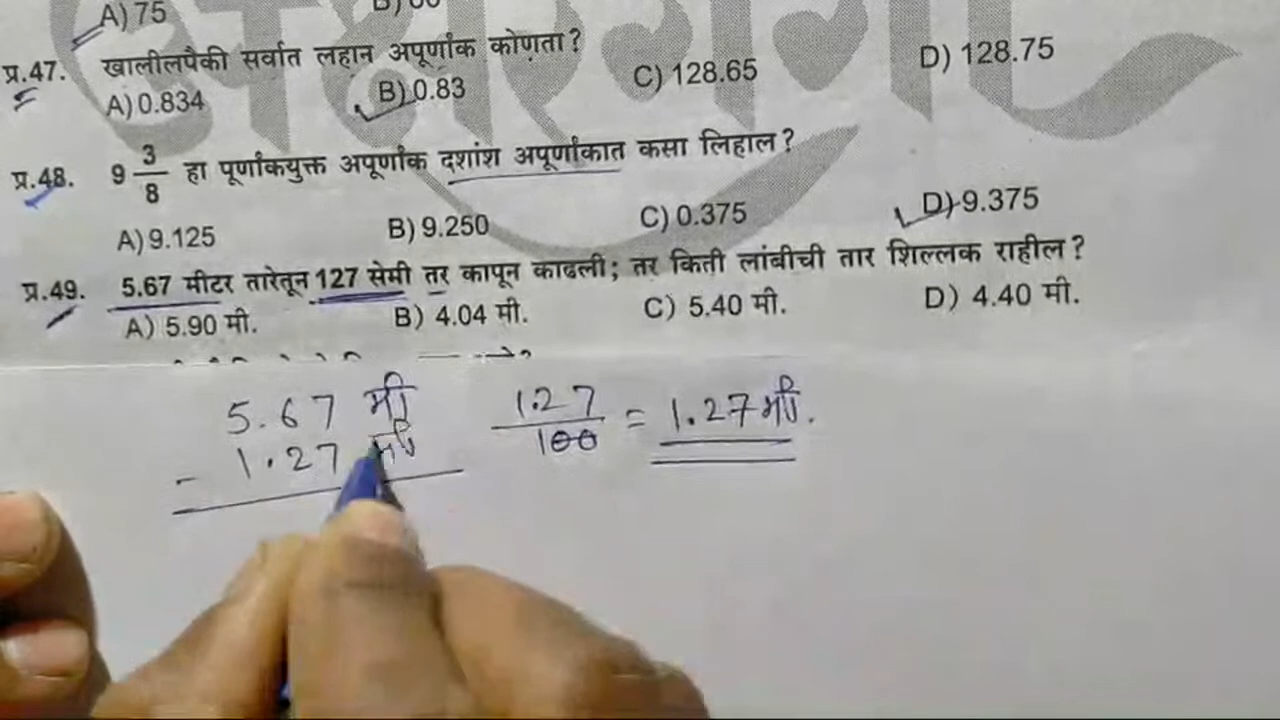 A) 75
प्र.47. खालीलपैकी सर्वात लहान अपूर्णांक कोणता?
A) 0.834 B) 0.83 C) 128.65 D) 128.75
प्र.48. 9 3/8 हा पूर्णांकयुक्त अपूर्णांक दशांश अपूर्णांकात कसा लिहाल?
A) 9.125 B) 9.250 C) 0.375 D) 9.375
प्र.49. 5.67 मीटर तारेतून 127 सेमी तर कापून काढली; तर किती लांबीची तार शिल्लक राहील?
A) 5.90 मी. B) 4.04 मी. C) 5.40 मी. D) 4.40 मी.
5.67 मी
- 1.27 मी
1.27/100 = 1.27 मी.